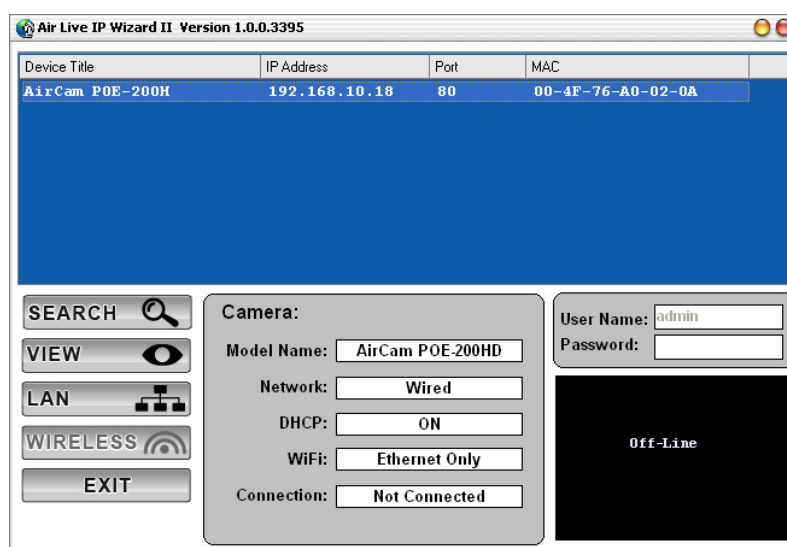 Air Live IP Wizard II Version 1.0.0.3395
Device Title IP Address Port MAC
AirCam POE-200H 192.168.10.18 80 00-4F-76-A0-02-0A
SEARCH
VIEW
LAN
WIRELESS
EXIT
Camera:
Model Name: AirCam POE-200HD
Network: Wired
DHCP: ON
WiFi: Ethernet Only
Connection: Not Connected
User Name: admin
Password:
Off-Line